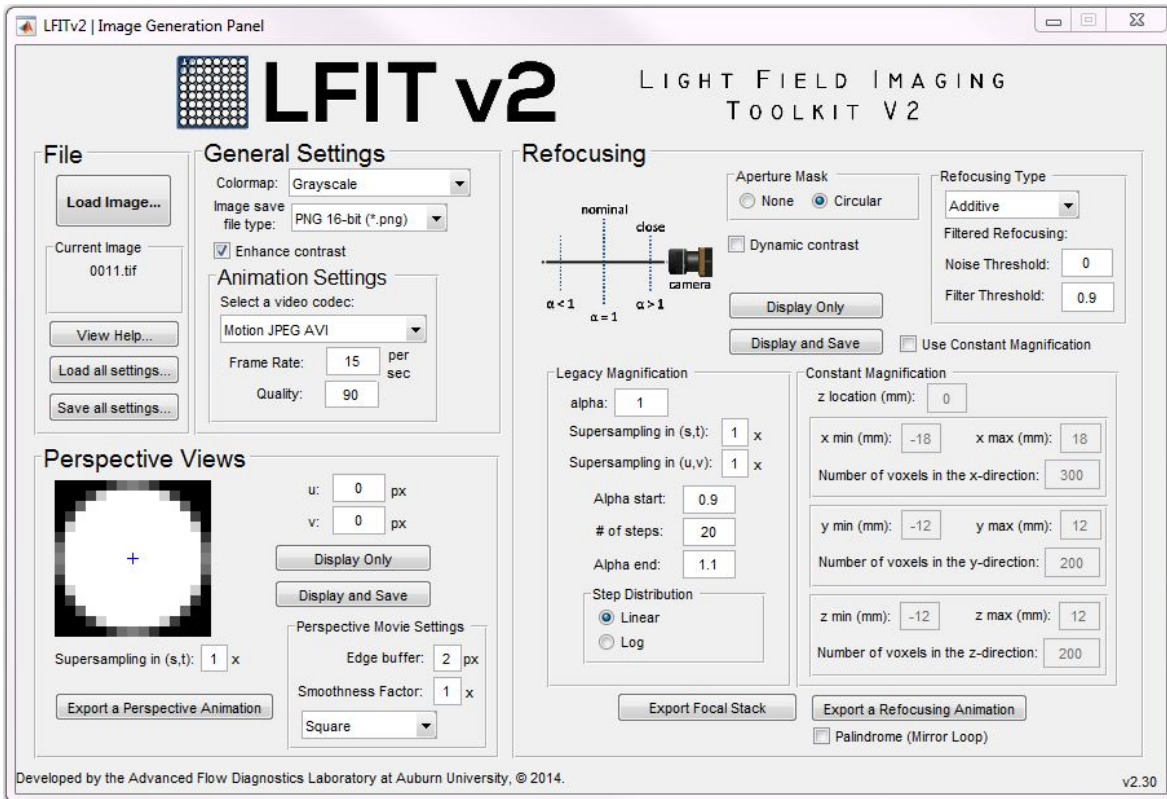 LFITv2 | Image Generation Panel
LFIT v2
LIGHT FIELD IMAGING
TOOLKIT V2
File
Load Image...
Current Image
0011.tif
View Help...
Load all settings...
Save all settings...
General Settings
Colormap: Grayscale
Image save
file type: PNG 16-bit (*.png)
Enhance contrast
Animation Settings
Select a video codec:
Motion JPEG AVI
Frame Rate: 15 per
sec
Quality: 90
Perspective Views
u: 0 px
v: 0 px
Display Only
Display and Save
Supersampling in (s,t): 1 x
Export a Perspective Animation
Perspective Movie Settings
Edge buffer: 2 px
Smoothness Factor: 1 x
Square
Refocusing
nominal
close
camera
α < 1
α = 1
α > 1
Aperture Mask
None Circular
Dynamic contrast
Display Only
Display and Save
Refocusing Type
Additive
Filtered Refocusing:
Noise Threshold: 0
Filter Threshold: 0.9
Use Constant Magnification
Legacy Magnification
alpha: 1
Supersampling in (s,t): 1 x
Supersampling in (u,v): 1 x
Alpha start: 0.9
# of steps: 20
Alpha end: 1.1
Step Distribution
Linear
Log
Constant Magnification
z location (mm): 0
x min (mm): -18 x max (mm): 18
Number of voxels in the x-direction: 300
y min (mm): -12 y max (mm): 12
Number of voxels in the y-direction: 200
z min (mm): -12 z max (mm): 12
Number of voxels in the z-direction: 200
Export Focal Stack
Export a Refocusing Animation
Palindrome (Mirror Loop)
Developed by the Advanced Flow Diagnostics Laboratory at Auburn University, © 2014.
v2.30